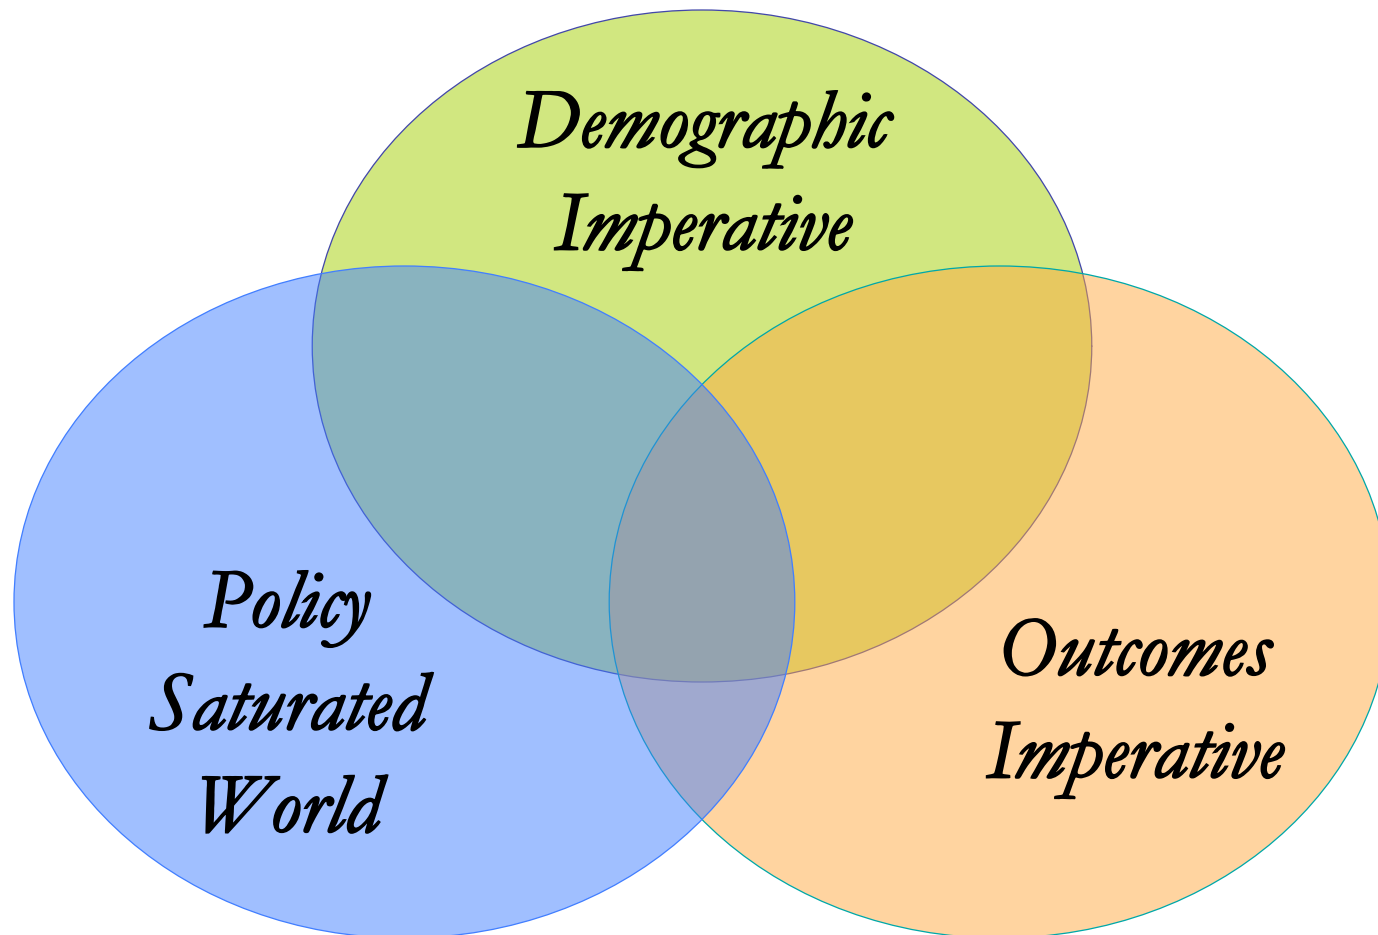 Demographic
Imperative
Policy
Saturated
World
Outcomes
Imperative